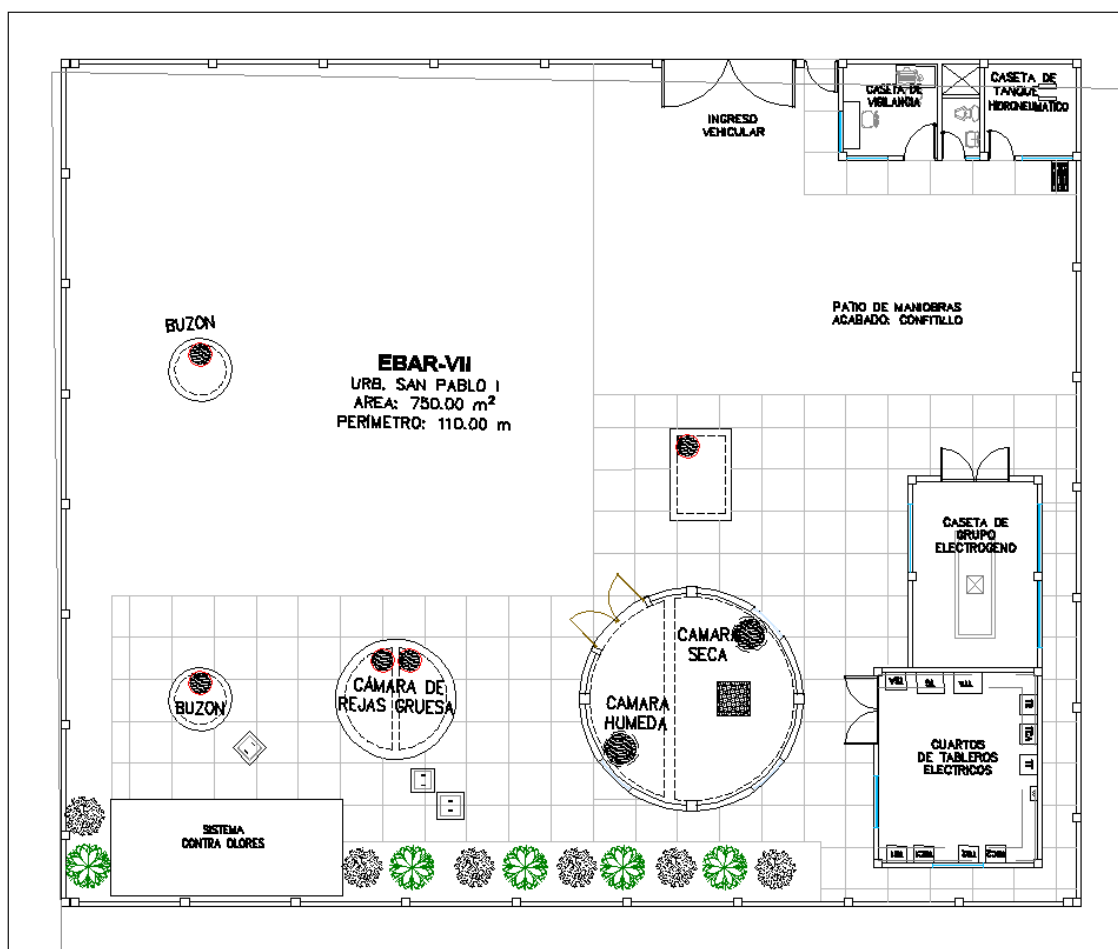 INGRESO
VEHICULAR
CASETA DE
VIGILANCIA
CASETA DE
TANQUE
HIDRONEUMATICO
PATIO DE MANIOBRAS
ACABADO: CONFITILLO
BUZON
EBAR-VII
URB. SAN PABLO I
AREA: 750.00 m²
PERÍMETRO: 110.00 m
CASETA DE
GRUPO
ELECTROGENO
CAMARA
SECA
CAMARA
HUMEDA
CÁMARA DE
REJAS GRUESA
BUZON
CUARTOS
DE TABLEROS
ELECTRICOS
SISTEMA
CONTRA OLORES